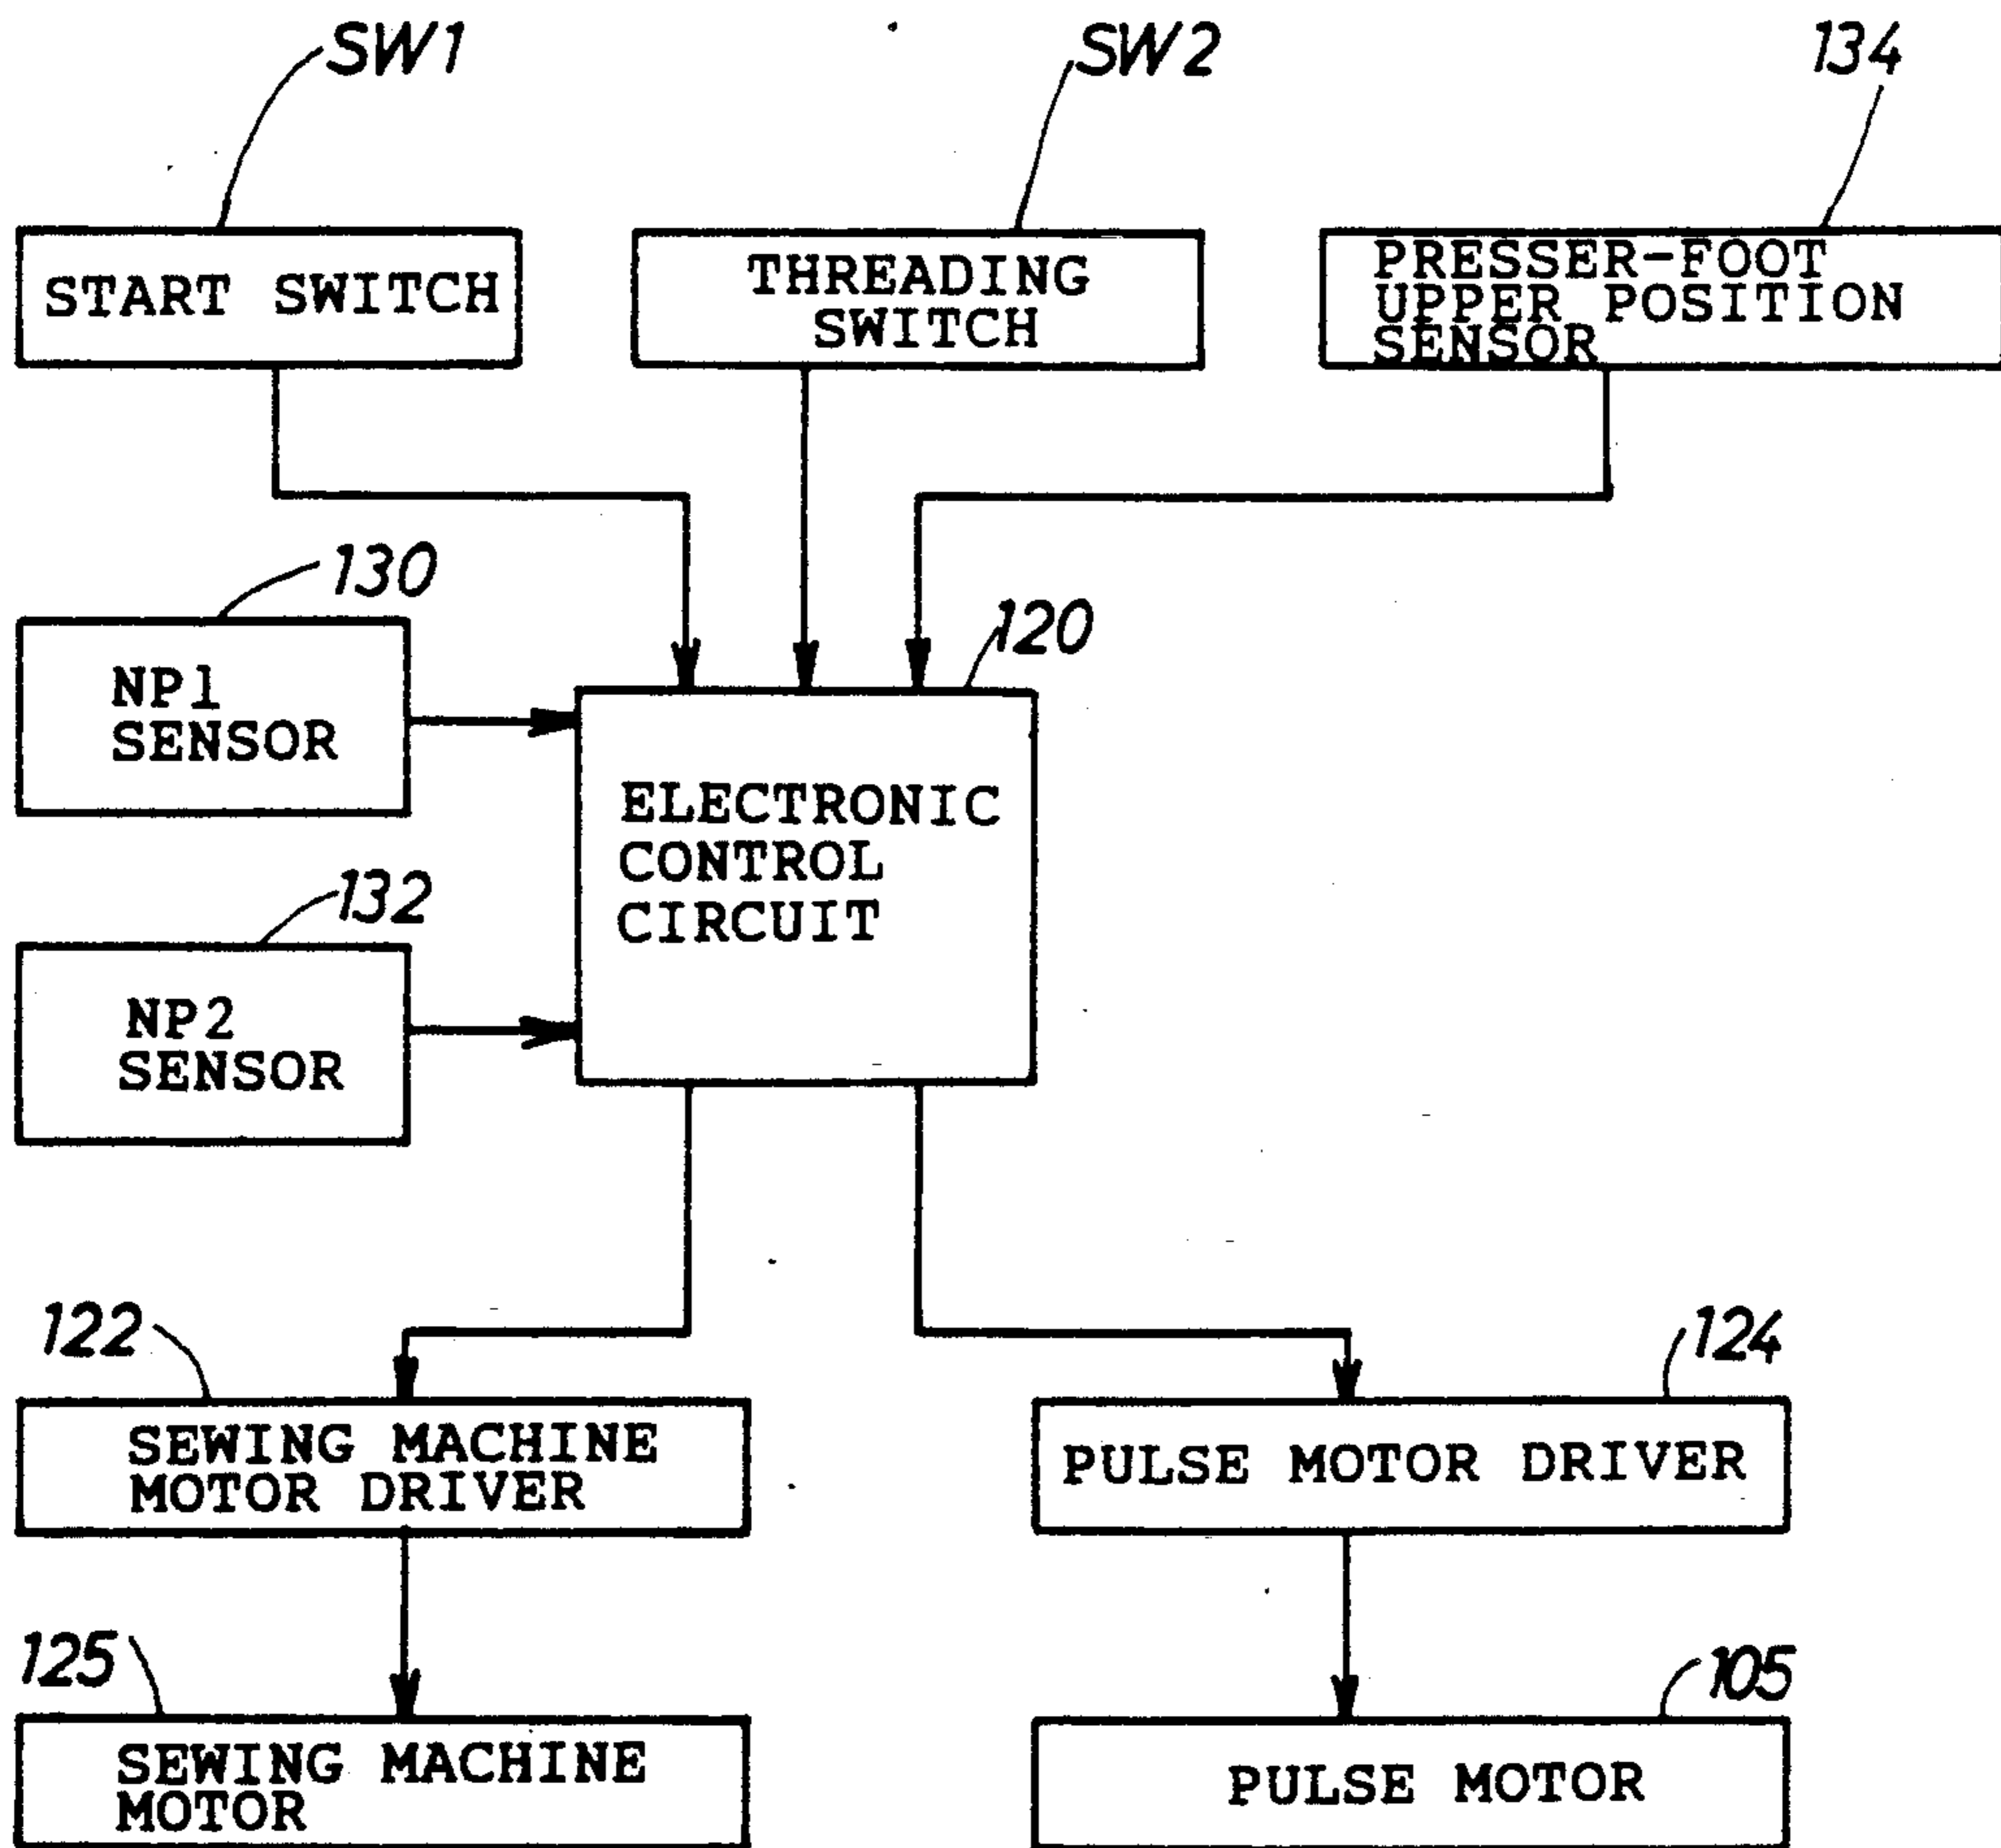 SW1
SW2
134
START SWITCH
THREADING
SWITCH
PRESSER-FOOT
UPPER POSITION
SENSOR
130
NP1
SENSOR
120
ELECTRONIC
CONTROL
CIRCUIT
132
NP2
SENSOR
122
SEWING MACHINE
MOTOR DRIVER
124
PULSE MOTOR DRIVER
125
SEWING MACHINE
MOTOR
105
PULSE MOTOR